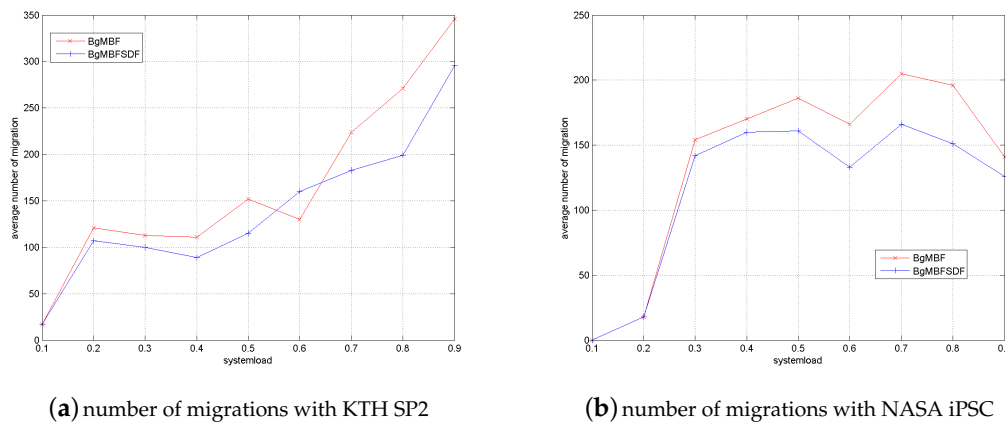 350
300
250
200
150
100
50
0
average number of migration
BgMBF
BgMBFSDF
0.1 0.2 0.3 0.4 0.5 0.6 0.7 0.8 0.9
systemload
(a) number of migrations with KTH SP2
250
200
150
100
50
0
average number of migration
BgMBF
BgMBFSDF
0.1 0.2 0.3 0.4 0.5 0.6 0.7 0.8
systemload
(b) number of migrations with NASA iPSC